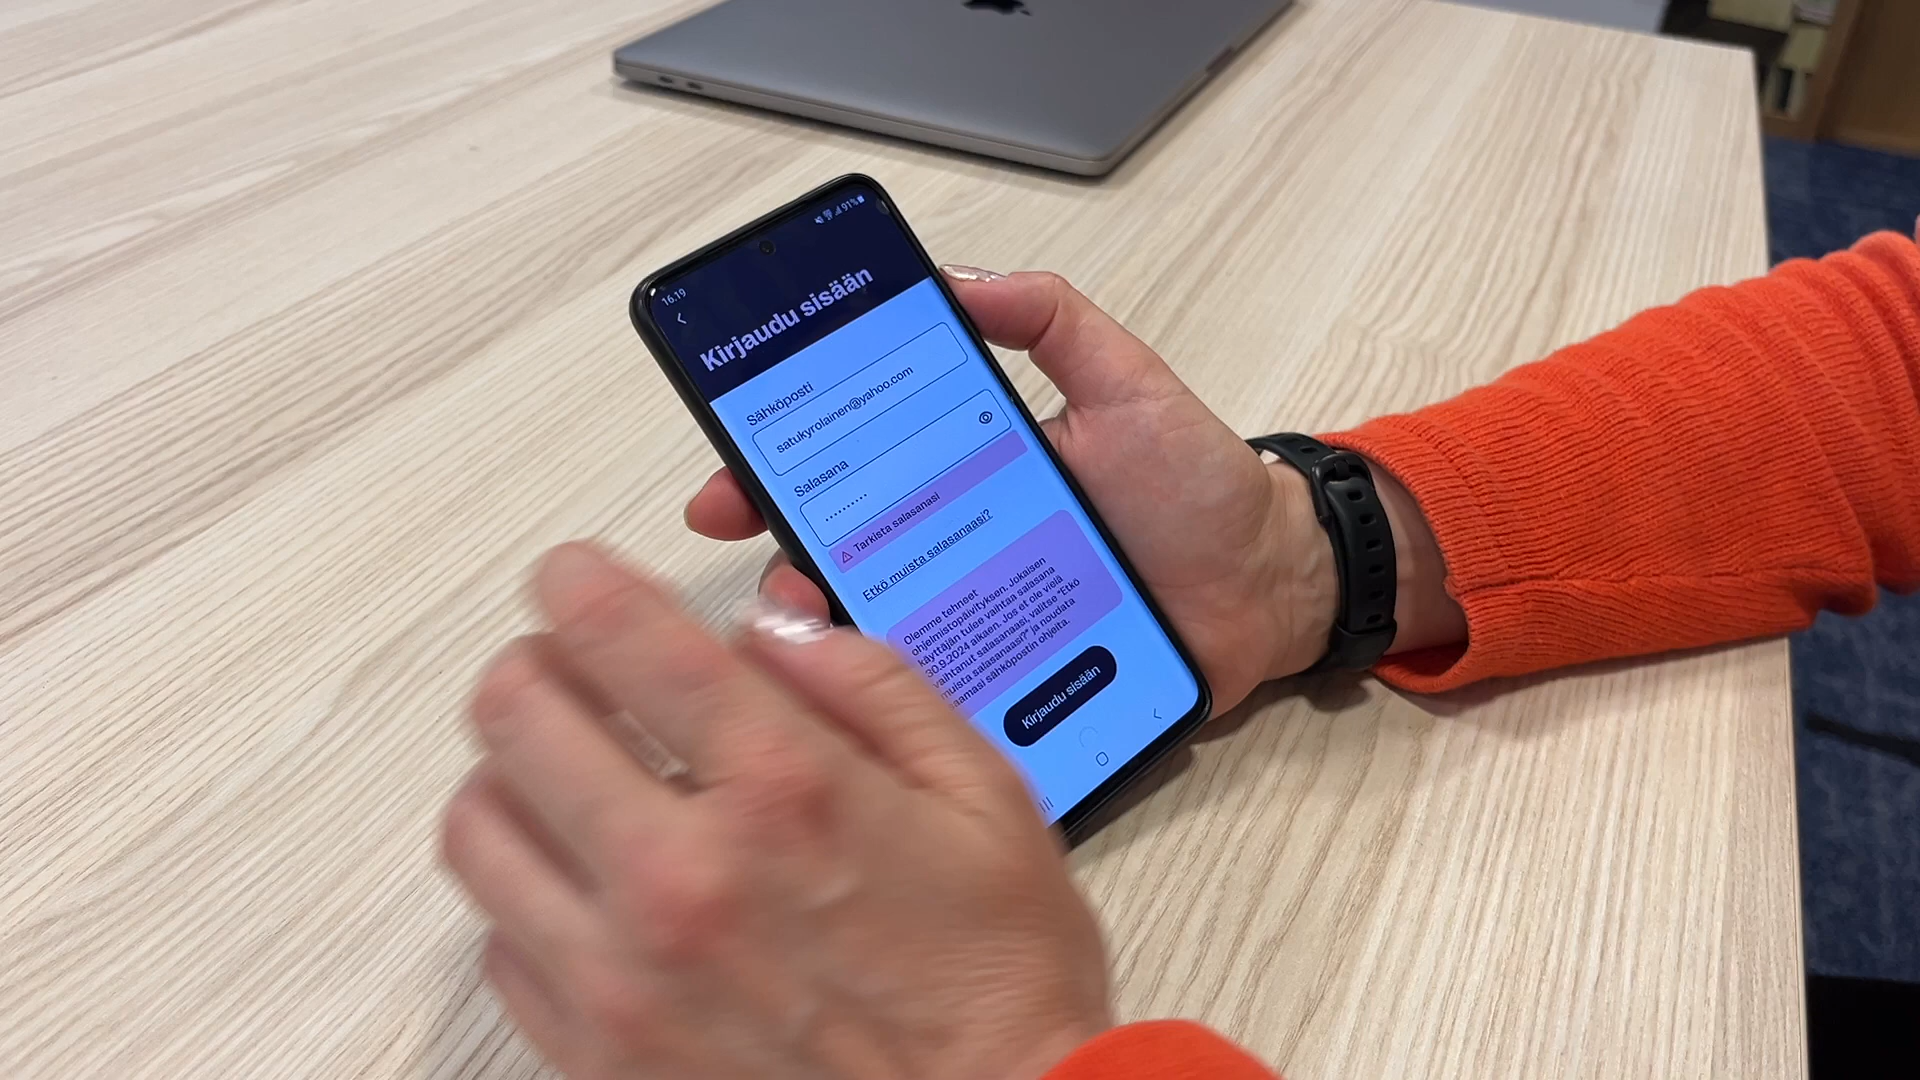 16.19
91%
Kirjaudu sisään
Sähköposti
satukyrolainen@yahoo.com
Salasana
Tarkista salasanasi
Etkö muista salasanaasi?
Olemme tehneet
ohjelmistopäivityksen. Jokaisen
käyttäjän tulee vaihtaa salasana
30.9.2024 alkaen. Jos et ole vielä
vaihtanut salasanaasi, valitse "Etkö
muista salasanaasi?" ja noudata
saamasi sähköpostin ohjeita.
Kirjaudu sisään